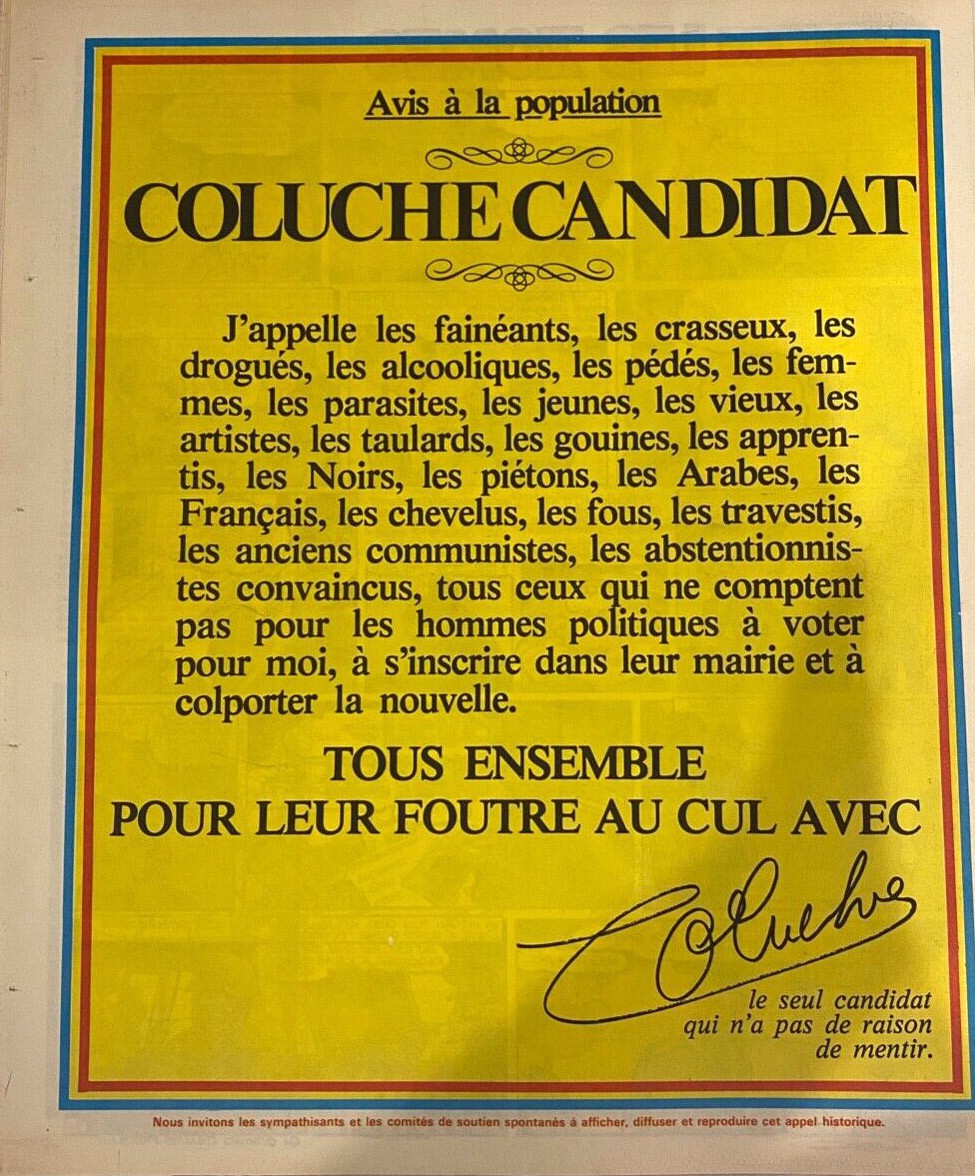 Avis à la population
COLUCHE CANDIDAT
J'appelle les fainéants, les crasseux, les
drogués, les alcooliques, les pédés, les fem-
mes, les parasites, les jeunes, les vieux, les
artistes, les taulards, les gouines, les appren-
tis, les Noirs, les piétons, les Arabes, les
Français, les chevelus, les fous, les travestis,
les anciens communistes, les abstentionnis-
tes convaincus, tous ceux qui ne comptent
pas pour les hommes politiques à voter
pour moi, à s'inscrire dans leur mairie et à
colporter la nouvelle.
TOUS ENSEMBLE
POUR LEUR FOUTRE AU CUL AVEC
Coluche
le seul candidat
qui n'a pas de raison
de mentir.
Nous invitons les sympathisants et les comités de soutien spontanés à afficher, diffuser et reproduire cet appel historique.